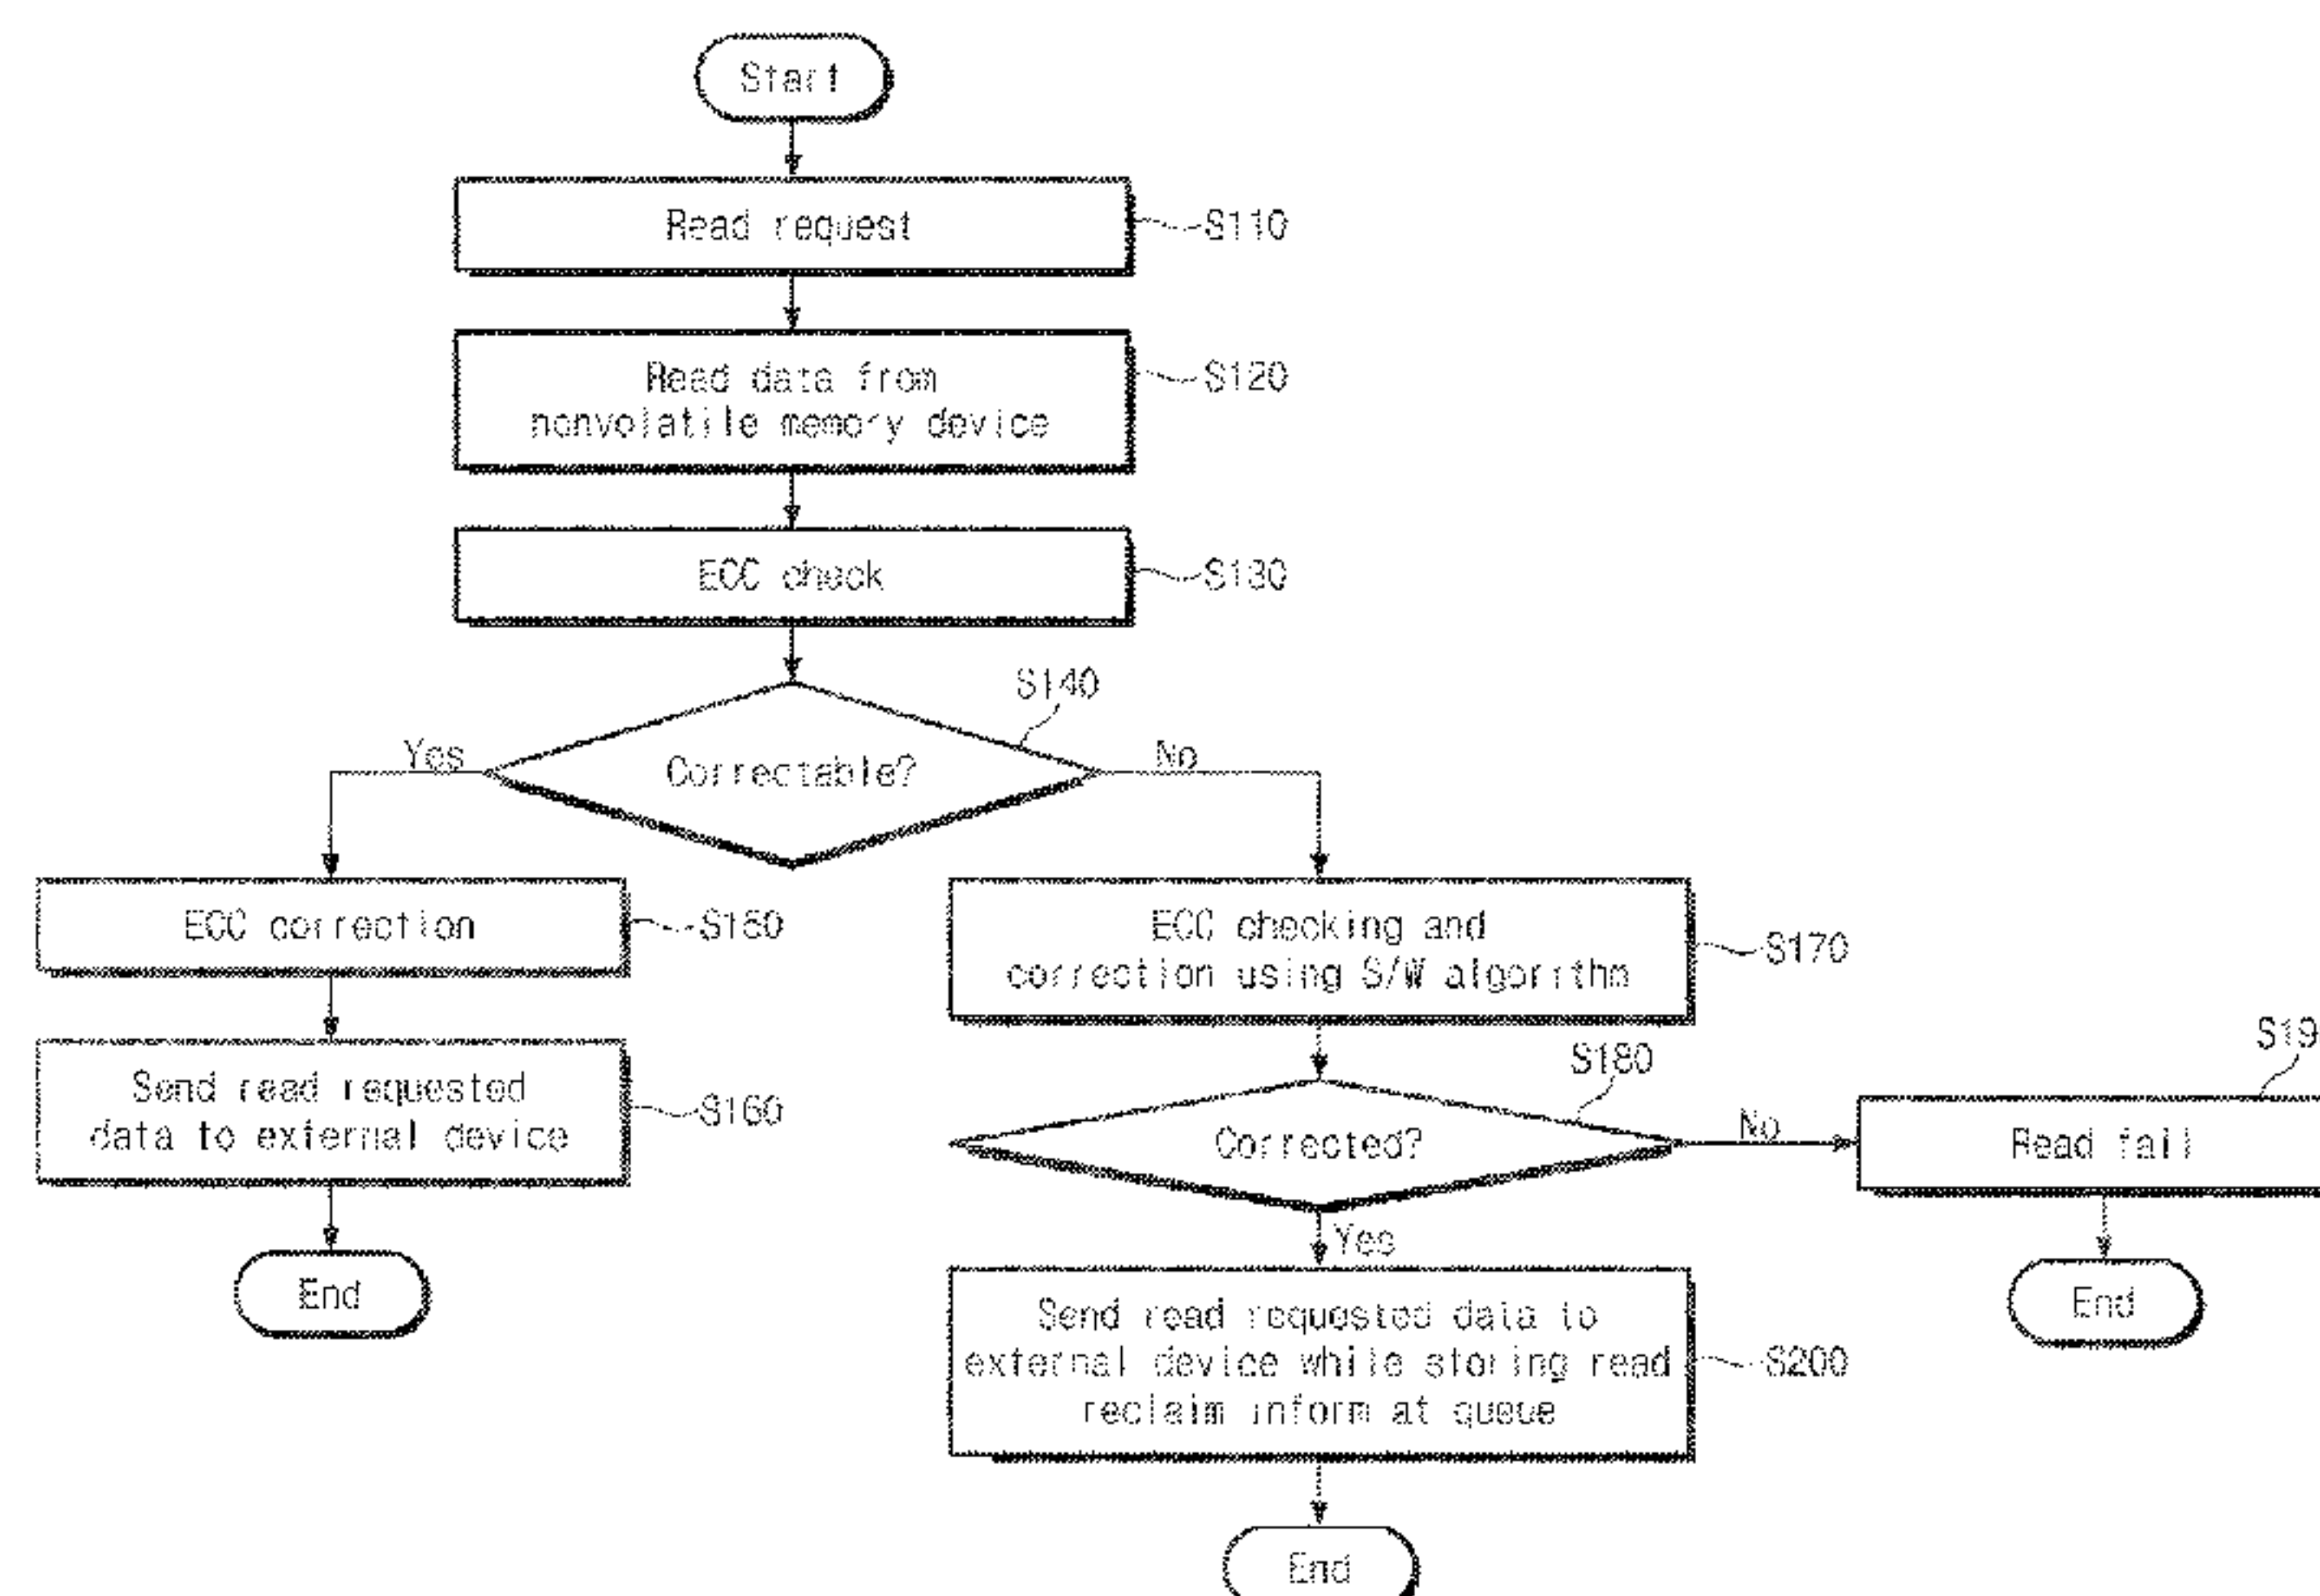 Start
Read request
S110
Read data from
nonvolatile memory device
S120
ECC check
S130
S140
Yes
Correctable?
No
ECC correction
S150
ECC checking and
correction using S/W algorithm
S170
Send read requested
data to external device
S160
S180
S19
Corrected?
No
Read fail
Yes
End
End
Send read requested data to
external device while storing read
reclaim inform at queue
S200
End